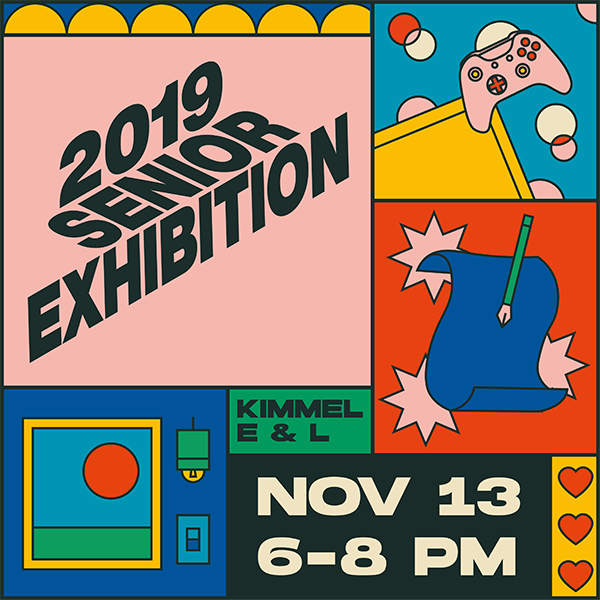 2019
SENIOR
EXHIBITION
KIMMEL
E & L
NOV 13
6-8 PM